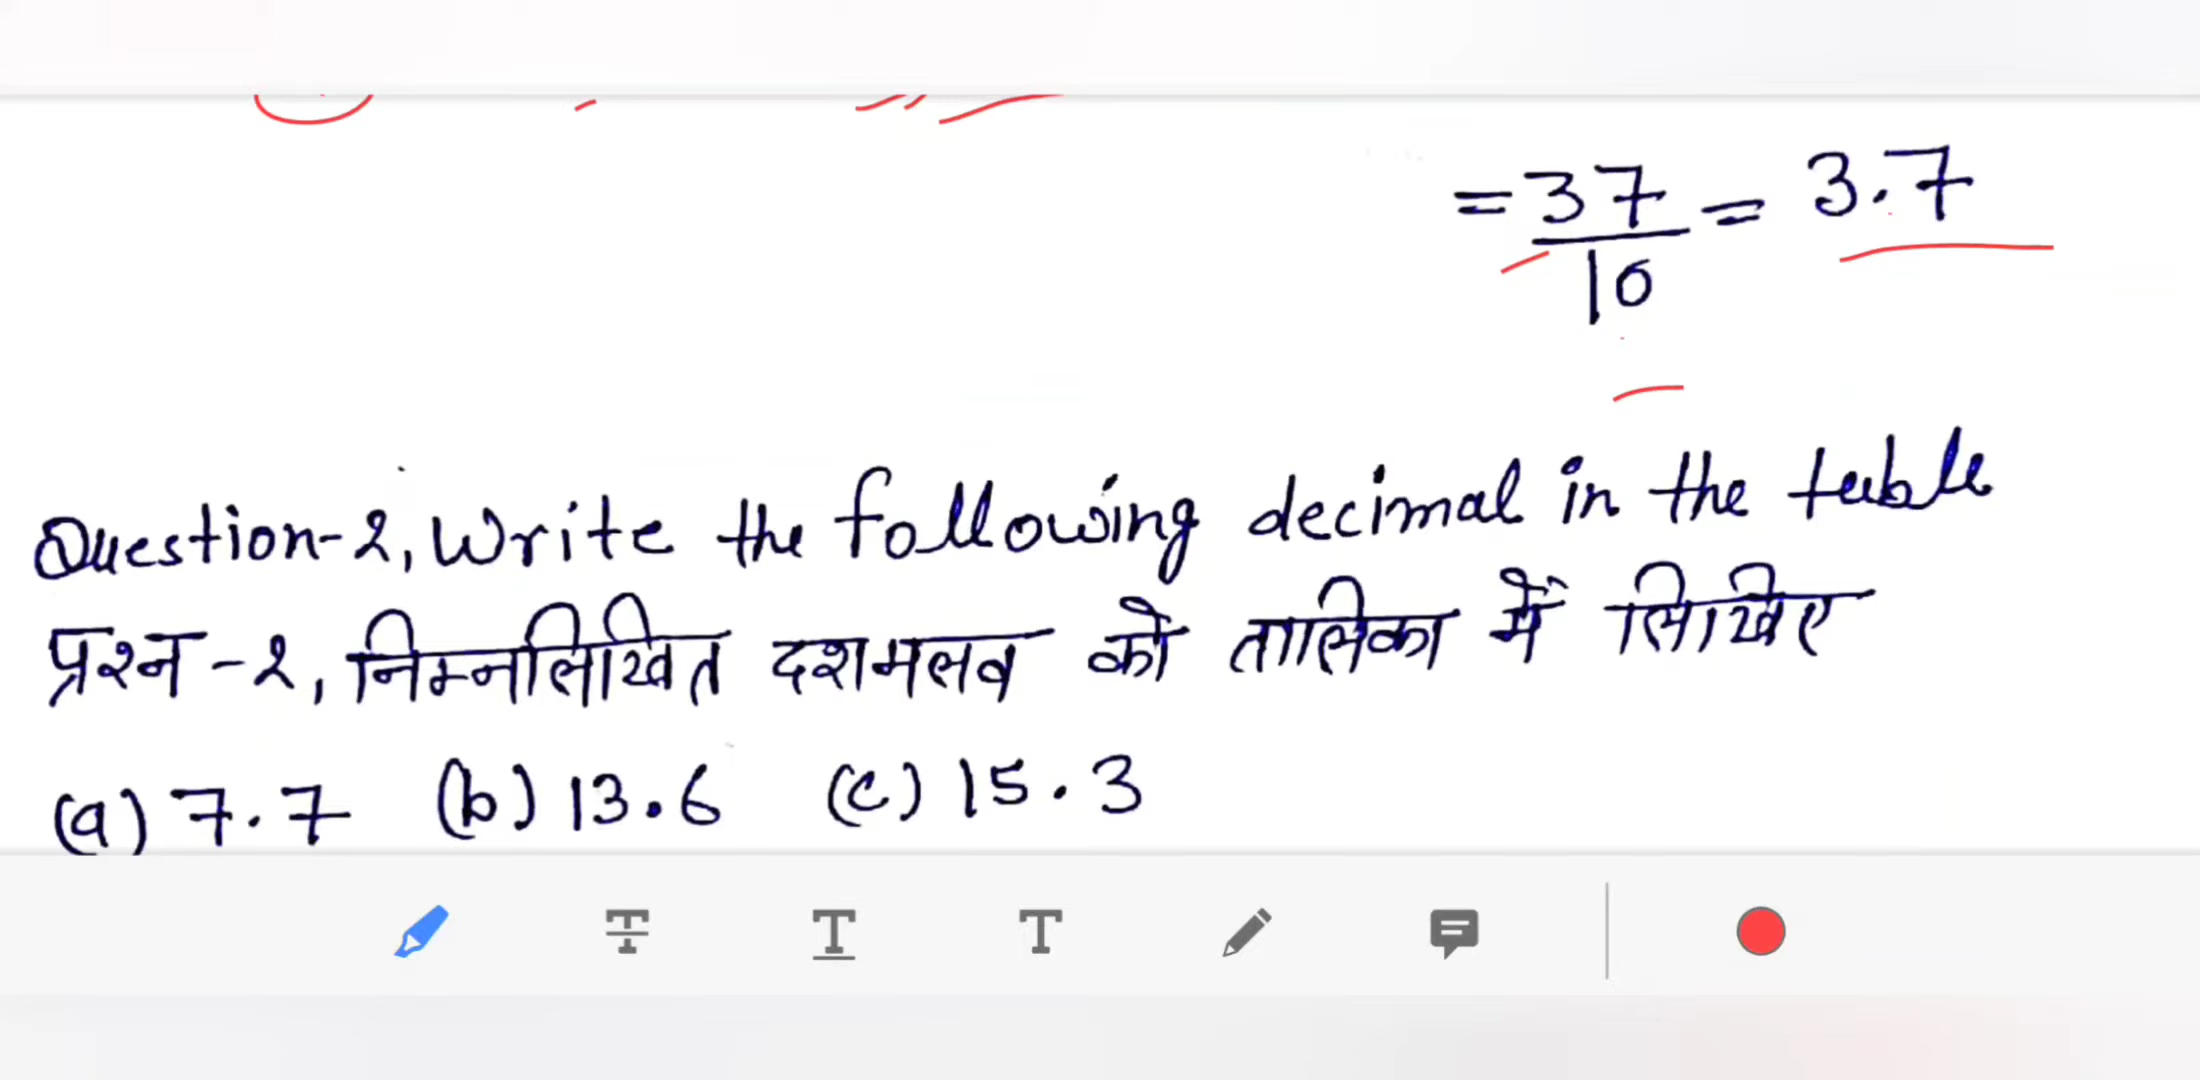 = 37/10 = 3.7
Question-2, Write the following decimal in the table
प्रश्न-2, निम्नलिखित दशमलव को तालिका में लिखिए
(a) 7.7 (b) 13.6 (c) 15.3
T T T